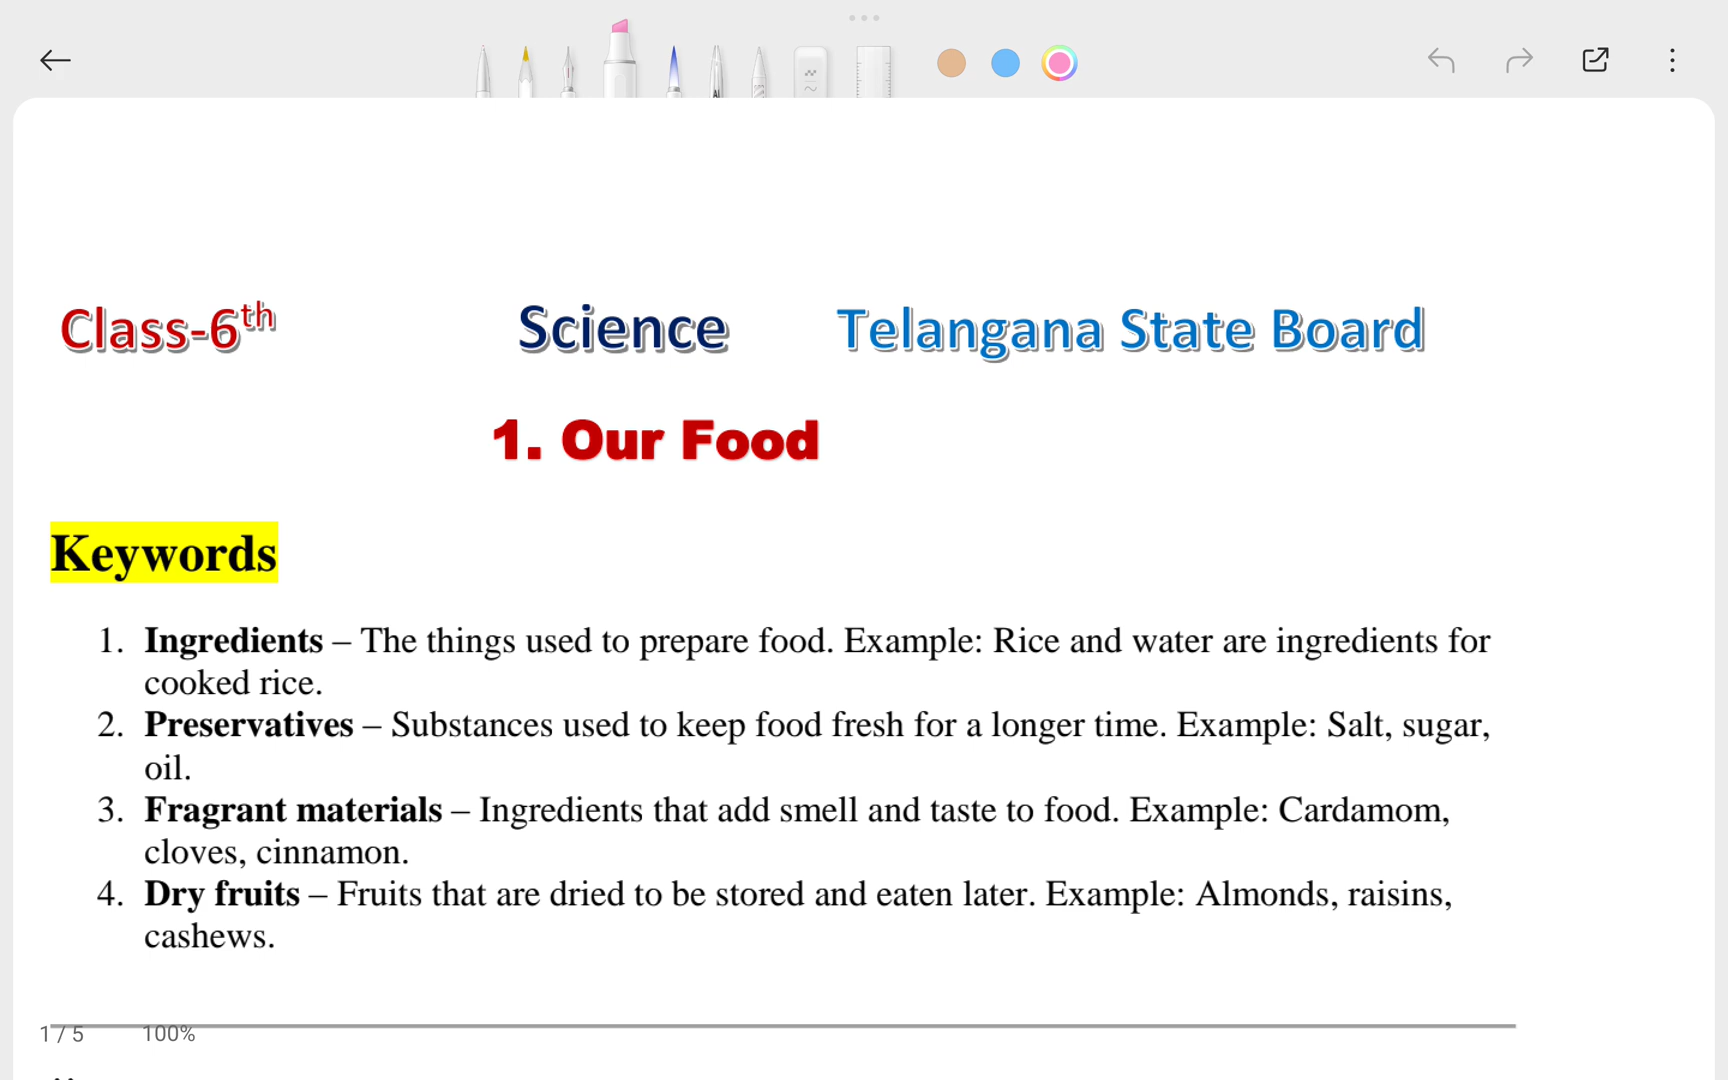 Class-6th Science Telangana State Board
1. Our Food
Keywords
1. Ingredients – The things used to prepare food. Example: Rice and water are ingredients for
cooked rice.
2. Preservatives – Substances used to keep food fresh for a longer time. Example: Salt, sugar,
oil.
3. Fragrant materials – Ingredients that add smell and taste to food. Example: Cardamom,
cloves, cinnamon.
4. Dry fruits – Fruits that are dried to be stored and eaten later. Example: Almonds, raisins,
cashews.
1 / 5 100%